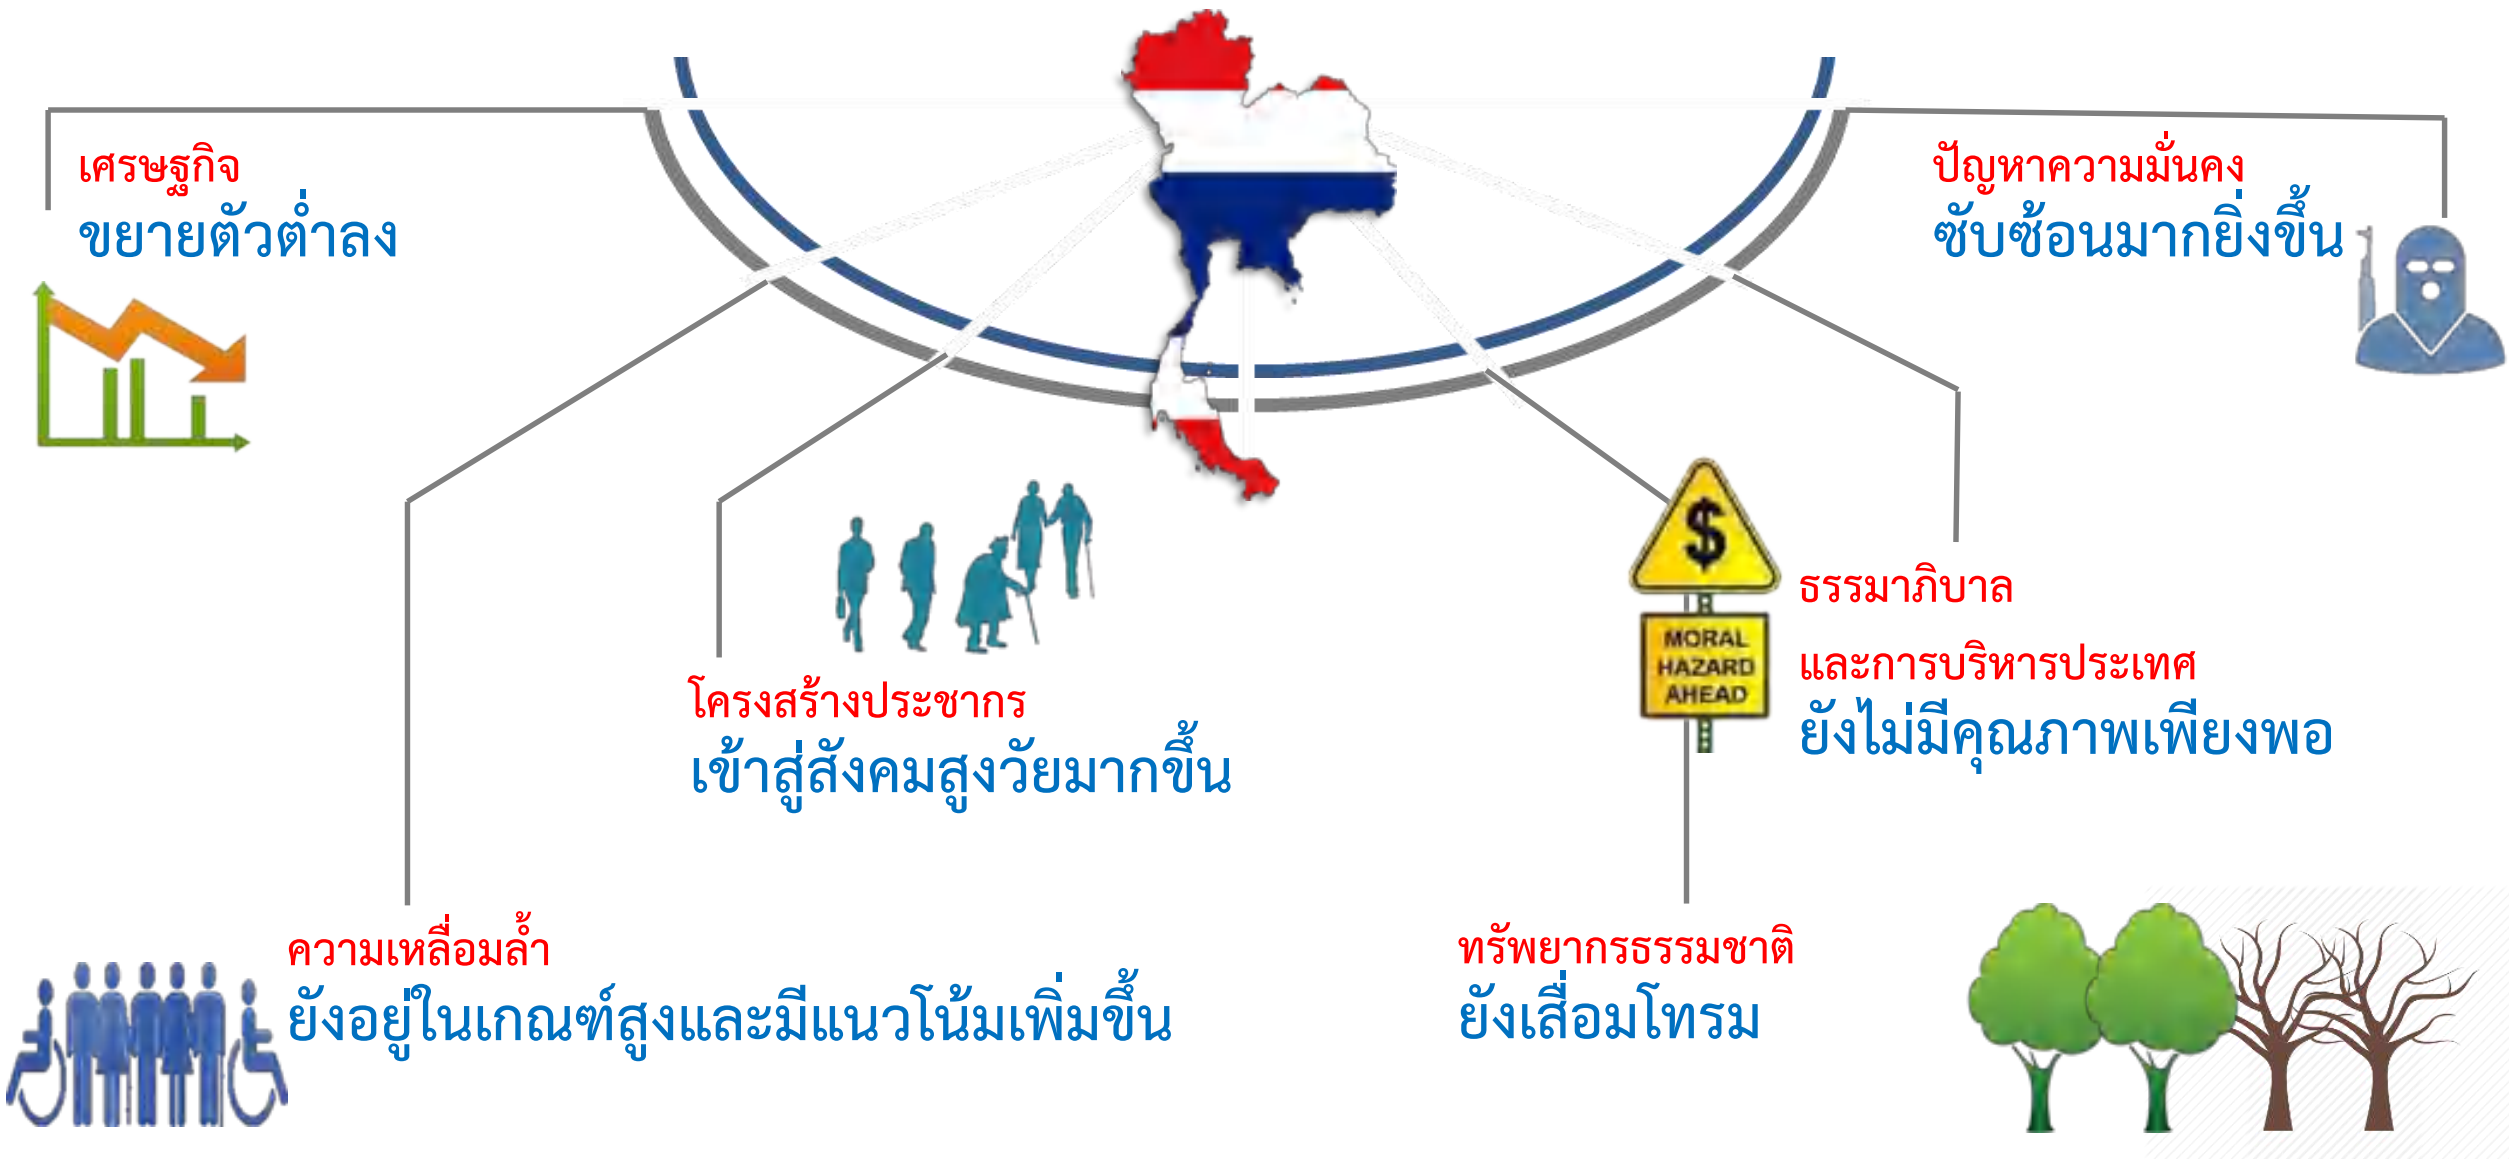 เศรษฐกิจ
ขยายตัวต่ำลง
ความเหลื่อมล้ำ
ยังอยู่ในเกณฑ์สูงและมีแนวโน้มเพิ่มขึ้น
โครงสร้างประชากร
เข้าสู่สังคมสูงวัยมากขึ้น
ทรัพยากรธรรมชาติ
ยังเสื่อมโทรม
$
MORAL
HAZARD
AHEAD
ธรรมาภิบาล
และการบริหารประเทศ
ยังไม่มีคุณภาพเพียงพอ
ปัญหาความมั่นคง
ซับซ้อนมากยิ่งขึ้น